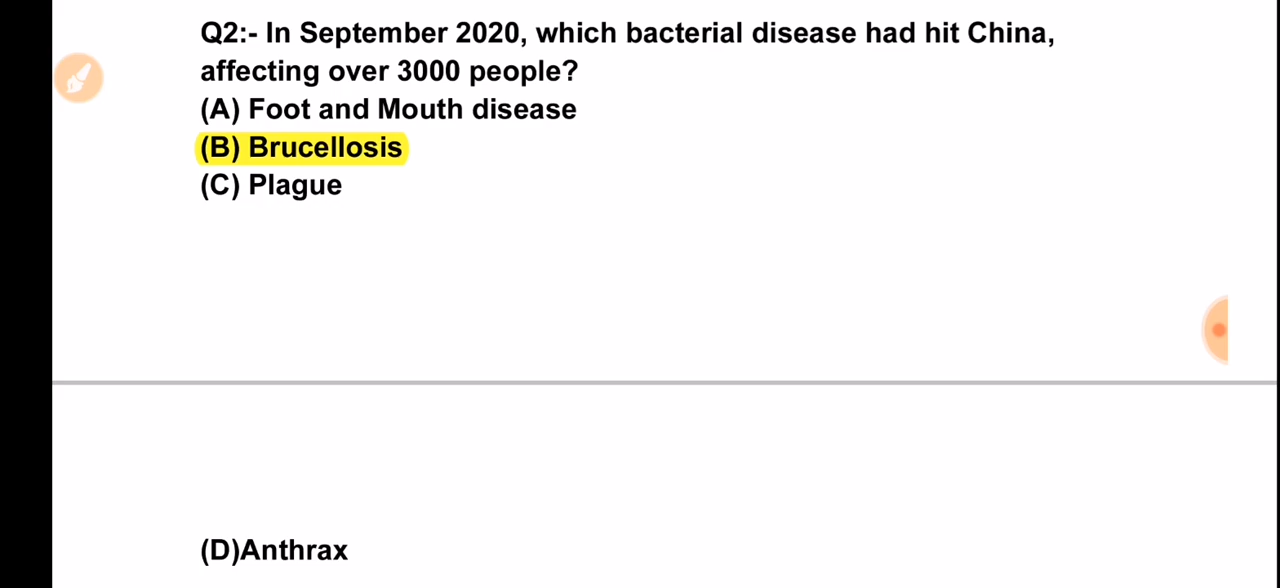 Q2:- In September 2020, which bacterial disease had hit China,
affecting over 3000 people?
(A) Foot and Mouth disease
(B) Brucellosis
(C) Plague
(D)Anthrax